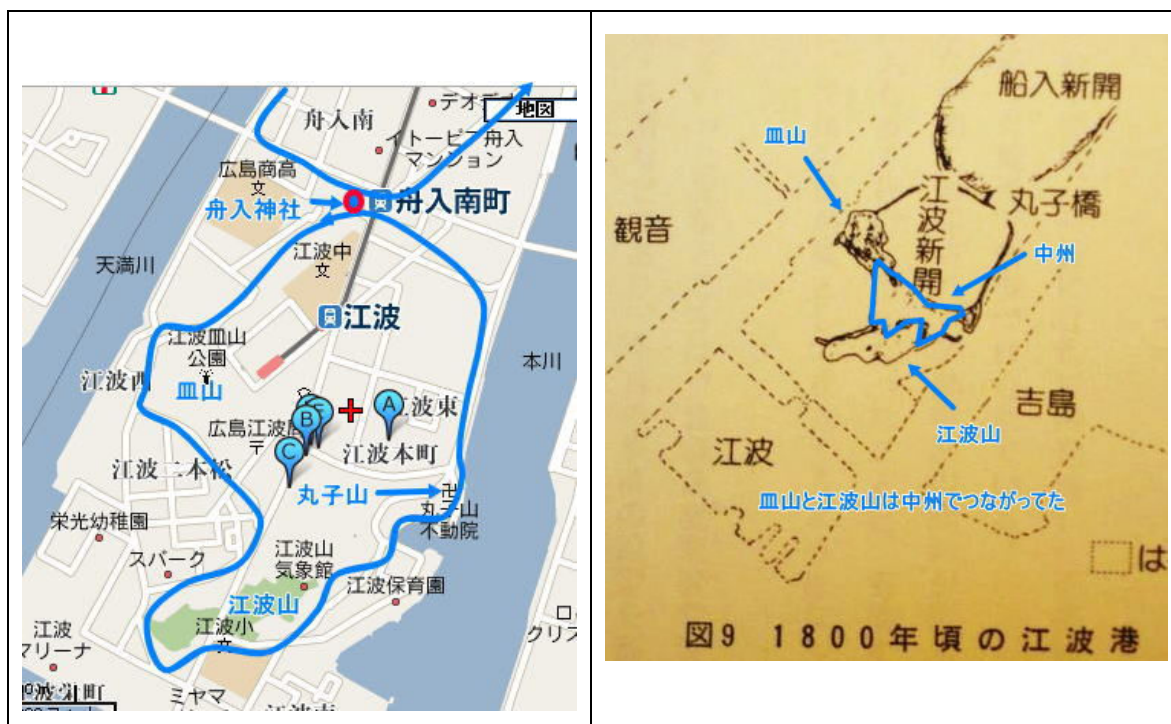 デオデオ
地図
舟入南
イトーピア舟入
マンション
広島商高
文
舟入神社
舟入南町
天満川
江波中
文
江波
本川
江波皿山
公園
江波西
皿山
A
B
C
江波東
江波本町
江波二本松
丸子山
卍
丸子山
不動院
栄光幼稚園
スパーク
江波山
気象館
江波保育園
江波山
江波小
文
江波
マリーナ
ミヤマ
船入新開
皿山
丸子橋
江波新開
観音
中州
吉島
江波山
江波
皿山と江波山は中州でつながってた
は
図9 1800年頃の江波港